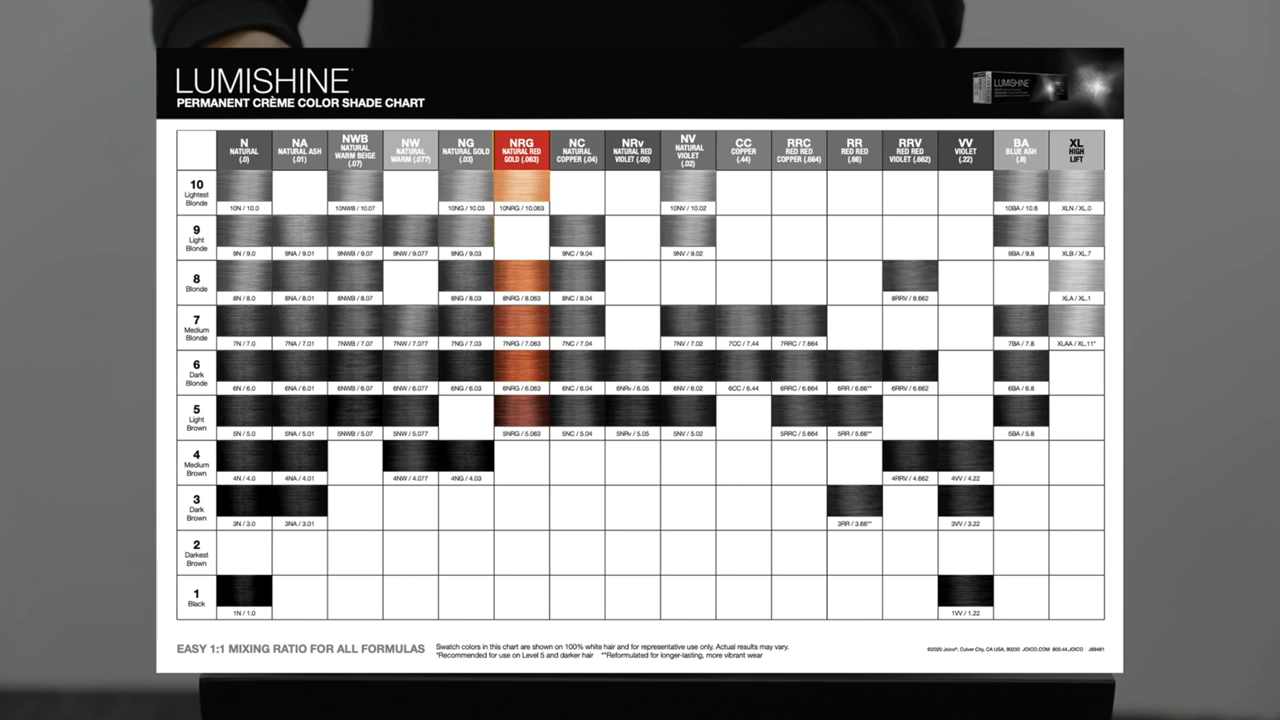 LUMISHINE®
PERMANENT CRÈME COLOR SHADE CHART
LUMISHINE
N NATURAL (.0)
NA NATURAL ASH (.01)
NWB NATURAL WARM BEIGE (.07)
NW NATURAL WARM (.077)
NG NATURAL GOLD (.03)
NRG NATURAL RED GOLD (.063)
NC NATURAL COPPER (.04)
NRv NATURAL RED VIOLET (.05)
NV NATURAL VIOLET (.02)
CC COPPER (.44)
RRC RED RED COPPER (.664)
RR RED RED (.66)
RRV RED RED VIOLET (.662)
VV VIOLET (.22)
BA BLUE ASH (.8)
XL HIGH LIFT
10 Lightest Blonde
10N / 10.0 10NWB / 10.07 10NG / 10.03 10NRG / 10.063 10NV / 10.02 10BA / 10.8 XLN / XL.0
9 Light Blonde
9N / 9.0 9NA / 9.01 9NWB / 9.07 9NW / 9.077 9NG / 9.03 9NC / 9.04 9NV / 9.02 9BA / 9.8 XLB / XL.7
8 Blonde
8N / 8.0 8NA / 8.01 8NWB / 8.07 8NG / 8.03 8NRG / 8.063 8NC / 8.04 8RRV / 8.662 XLA / XL.1
7 Medium Blonde
7N / 7.0 7NA / 7.01 7NWB / 7.07 7NW / 7.077 7NG / 7.03 7NRG / 7.063 7NC / 7.04 7NV / 7.02 7CC / 7.44 7RRC / 7.664 7BA / 7.8 XLAA / XL.11*
6 Dark Blonde
6N / 6.0 6NA / 6.01 6NWB / 6.07 6NW / 6.077 6NG / 6.03 6NRG / 6.063 6NC / 6.04 6NRv / 6.05 6NV / 6.02 6CC / 6.44 6RRC / 6.664 6RR / 6.66** 6RRV / 6.662 6BA / 6.8
5 Light Brown
5N / 5.0 5NA / 5.01 5NWB / 5.07 5NW / 5.077 5NRG / 5.063 5NC / 5.04 5NRv / 5.05 5NV / 5.02 5RRC / 5.664 5RR / 5.66** 5BA / 5.8
4 Medium Brown
4N / 4.0 4NA / 4.01 4NW / 4.077 4NG / 4.03 4RRV / 4.662 4VV / 4.22
3 Dark Brown
3N / 3.0 3NA / 3.01 3RR / 3.66** 3VV / 3.22
2 Darkest Brown
1 Black
1N / 1.0 1VV / 1.22
EASY 1:1 MIXING RATIO FOR ALL FORMULAS
Swatch colors in this chart are shown on 100% white hair and for representative use only. Actual results may vary.
*Recommended for use on Level 5 and darker hair **Reformulated for longer-lasting, more vibrant wear
©2020 Joico®, Culver City, CA USA, 90230 JOICO.COM 800.44.JOICO J69481